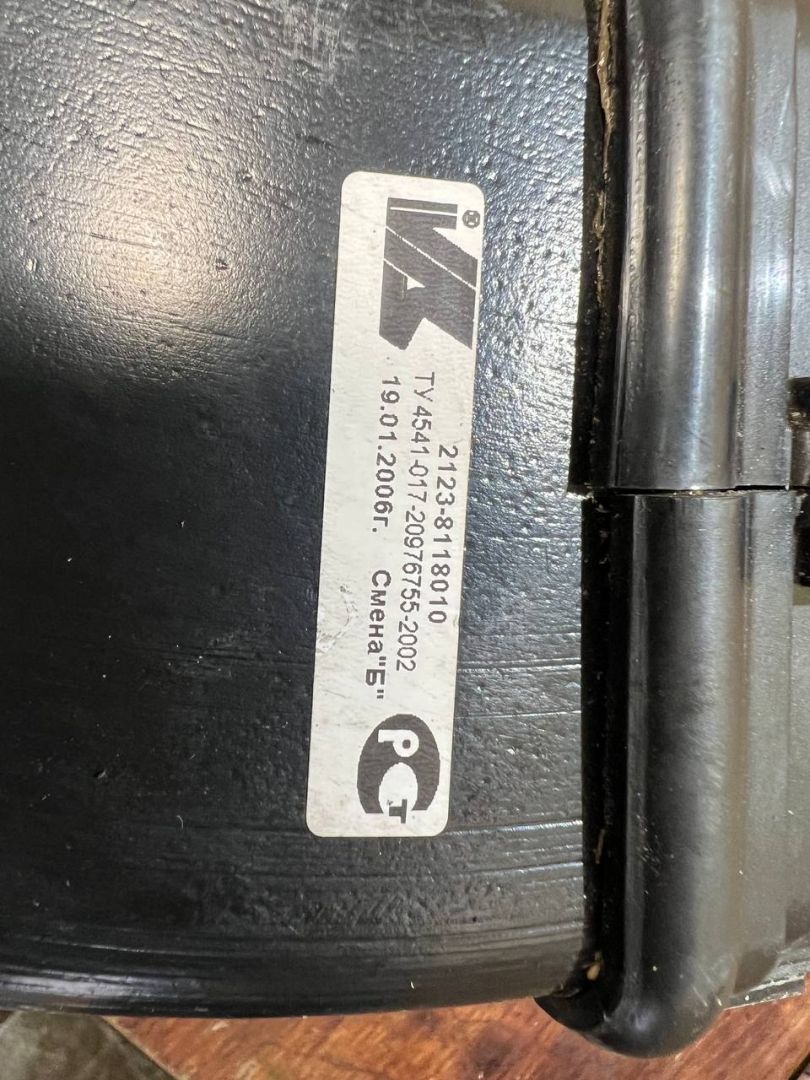 ®
2123-8118010
ТУ 4541-017-20976755-2002
19.01.2006г. Смена"Б"
РСТ